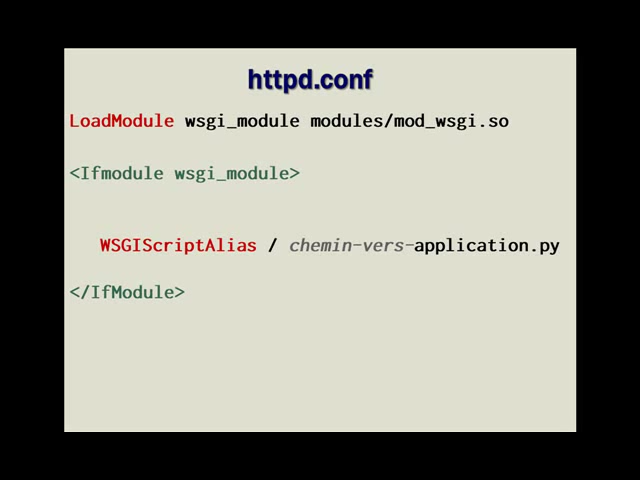 httpd.conf
LoadModule wsgi_module modules/mod_wsgi.so
<Ifmodule wsgi_module>
WSGIScriptAlias / chemin-vers-application.py
</IfModule>